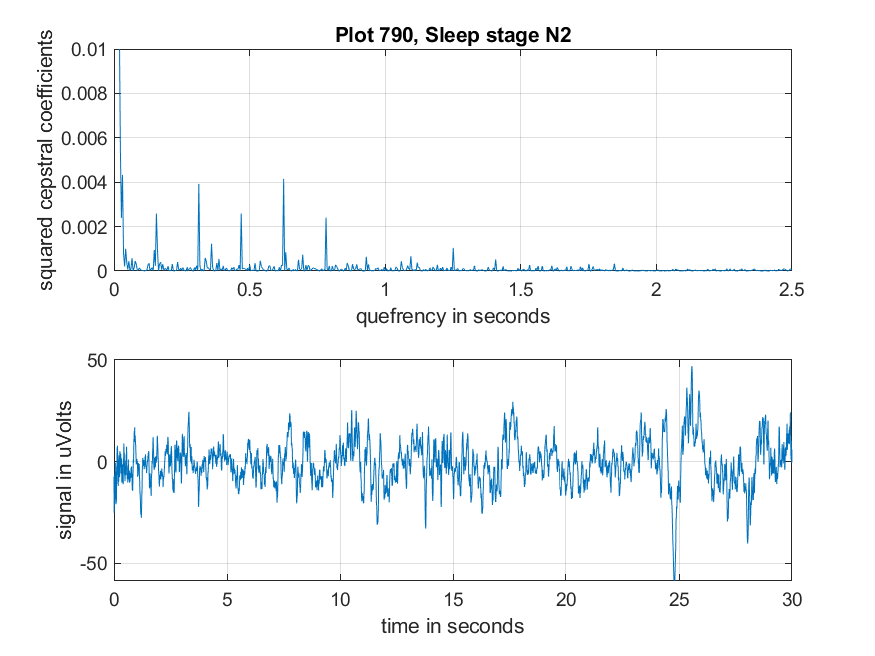 Plot 790, Sleep stage N2
squared cepstral coefficients
0.01
0.008
0.006
0.004
0.002
0
0 0.5 1 1.5 2 2.5
quefrency in seconds
signal in uVolts
50
0
-50
0 5 10 15 20 25 30
time in seconds